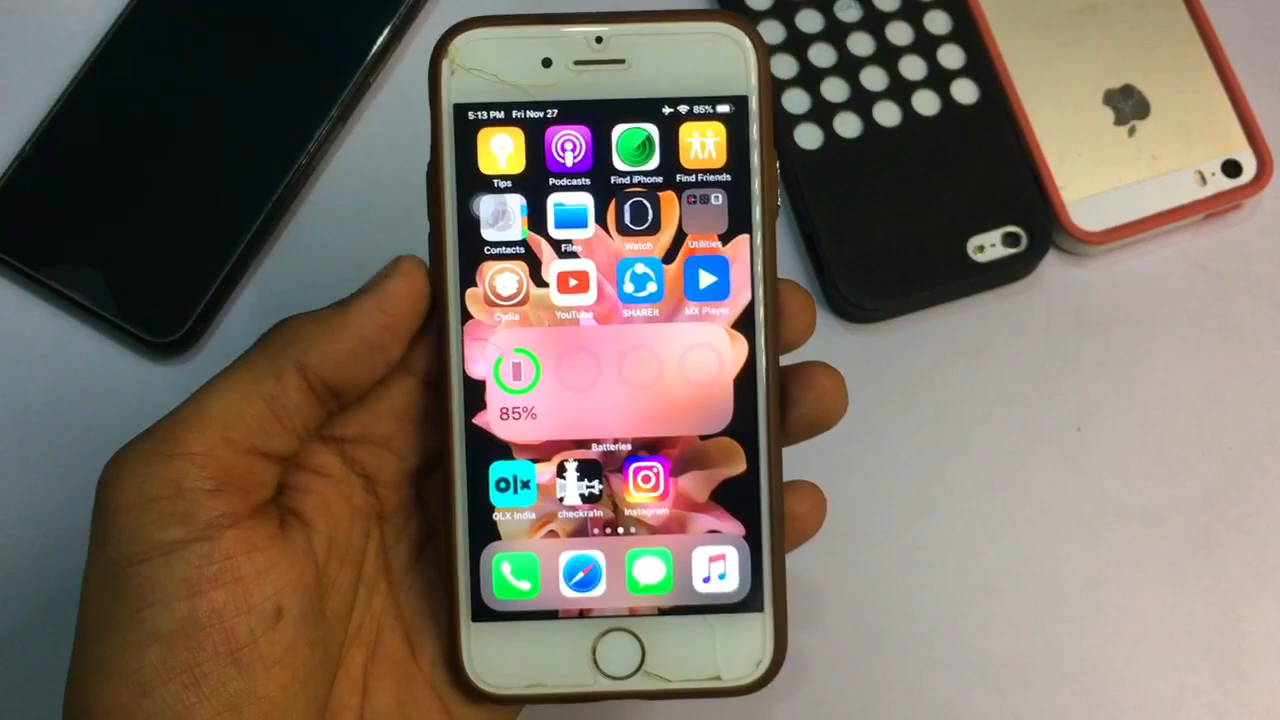 5:13 PM Fri Nov 27 85%
Tips Podcasts Find iPhone Find Friends
Contacts Files Watch Utilities
Cydia YouTube SHAREit MX Player
85%
Batteries
olx
OLX India checkra1n Instagram